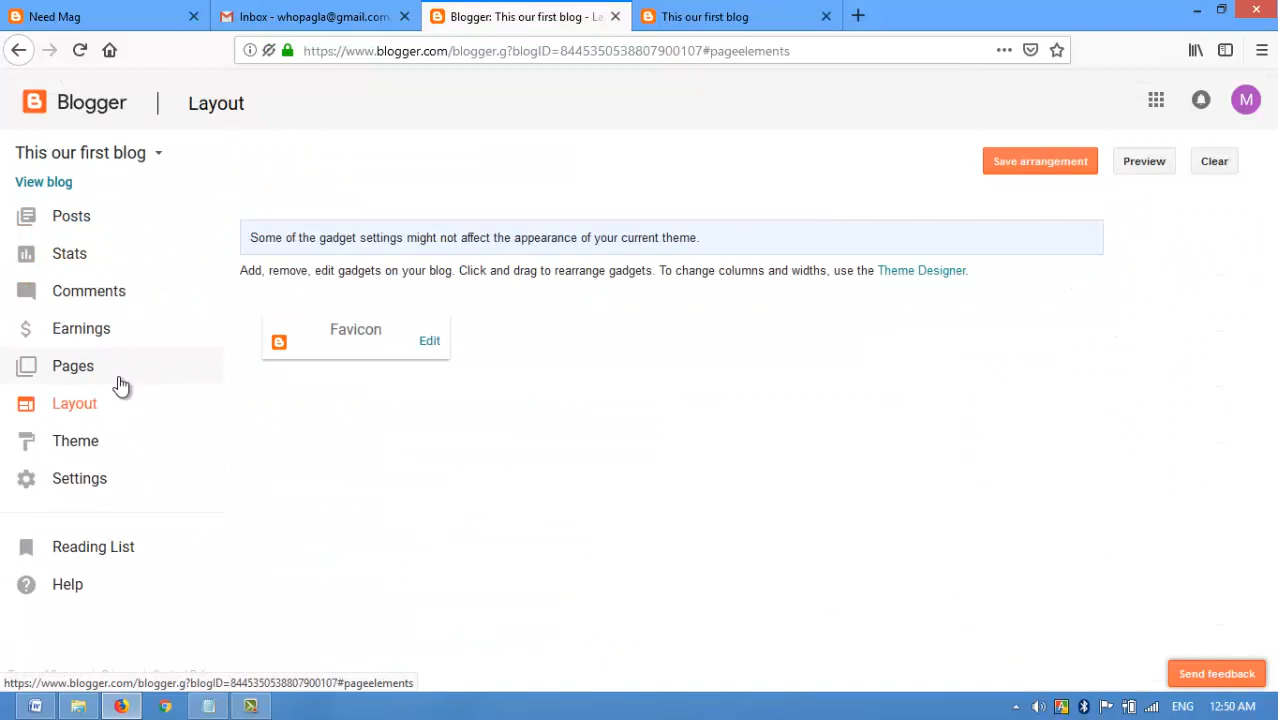 Need Mag
Inbox - whopagla@gmail.com
Blogger: This our first blog - Le
This our first blog
https://www.blogger.com/blogger.g?blogID=8445350538807900107#pageelements
Blogger
Layout
M
This our first blog
View blog
Save arrangement
Preview
Clear
Posts
Stats
Comments
Earnings
Pages
Layout
Theme
Settings
Reading List
Help
Some of the gadget settings might not affect the appearance of your current theme.
Add, remove, edit gadgets on your blog. Click and drag to rearrange gadgets. To change columns and widths, use the Theme Designer.
Favicon
Edit
Send feedback
https://www.blogger.com/blogger.g?blogID=8445350538807900107#pageelements
ENG
12:50 AM